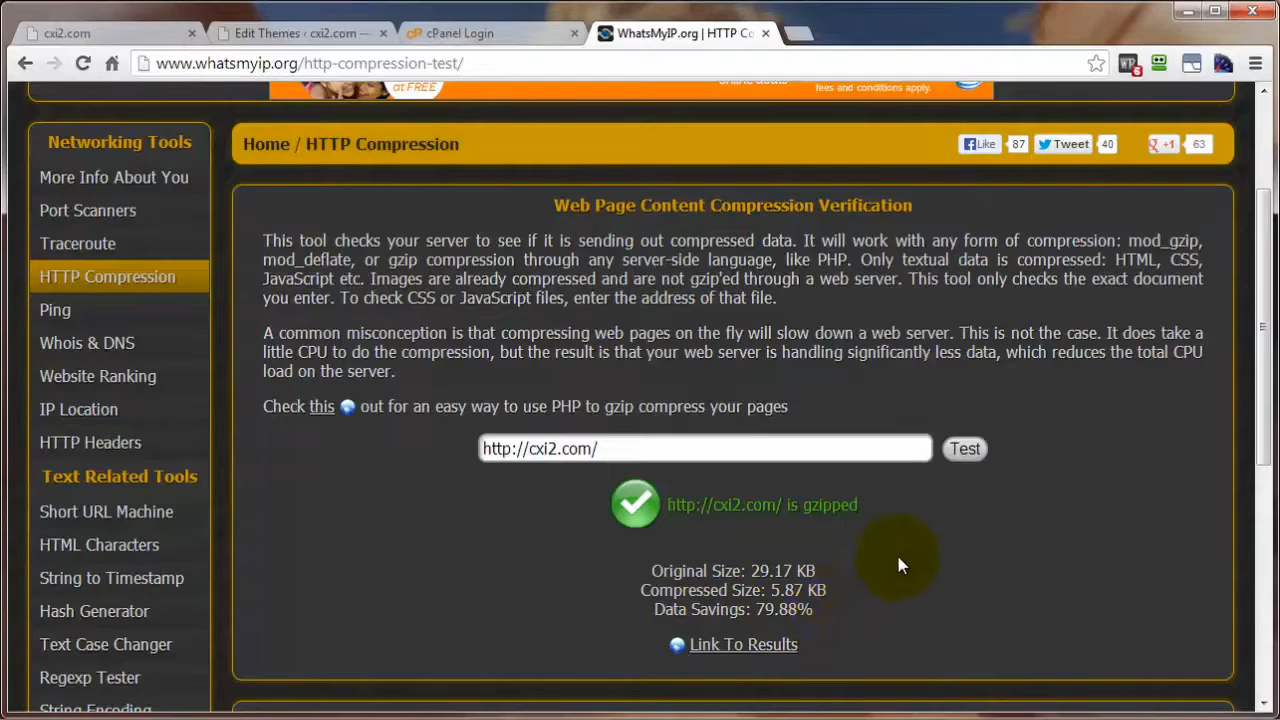 cxi2.com
Edit Themes ‹ cxi2.com —
cPanel Login
WhatsMyIP.org | HTTP Co
www.whatsmyip.org/http-compression-test/
at FREE
fees and conditions apply.
Networking Tools
More Info About You
Port Scanners
Traceroute
HTTP Compression
Ping
Whois & DNS
Website Ranking
IP Location
HTTP Headers
Text Related Tools
Short URL Machine
HTML Characters
String to Timestamp
Hash Generator
Text Case Changer
Regexp Tester
String Encoding
Home / HTTP Compression
Like 87 Tweet 40 +1 63
Web Page Content Compression Verification
This tool checks your server to see if it is sending out compressed data. It will work with any form of compression: mod_gzip,
mod_deflate, or gzip compression through any server-side language, like PHP. Only textual data is compressed: HTML, CSS,
JavaScript etc. Images are already compressed and are not gzip'ed through a web server. This tool only checks the exact document
you enter. To check CSS or JavaScript files, enter the address of that file.
A common misconception is that compressing web pages on the fly will slow down a web server. This is not the case. It does take a
little CPU to do the compression, but the result is that your web server is handling significantly less data, which reduces the total CPU
load on the server.
Check this out for an easy way to use PHP to gzip compress your pages
http://cxi2.com/ Test
http://cxi2.com/ is gzipped
Original Size: 29.17 KB
Compressed Size: 5.87 KB
Data Savings: 79.88%
Link To Results